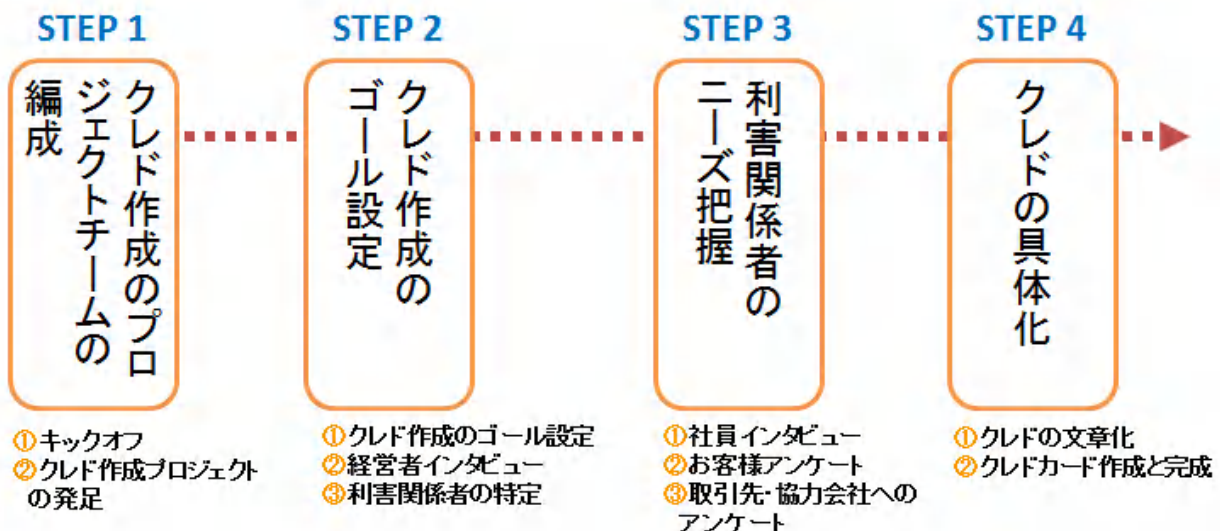 STEP 1
クレド作成のプロ
ジェクトチームの
編成
①キックオフ
②クレド作成プロジェクト
の発足
STEP 2
クレド作成の
ゴール設定
①クレド作成のゴール設定
②経営者インタビュー
③利害関係者の特定
STEP 3
利害関係者の
ニーズ把握
①社員インタビュー
②お客様アンケート
③取引先・協力会社への
アンケート
STEP 4
クレドの具体化
①クレドの文章化
②クレドカード作成と完成